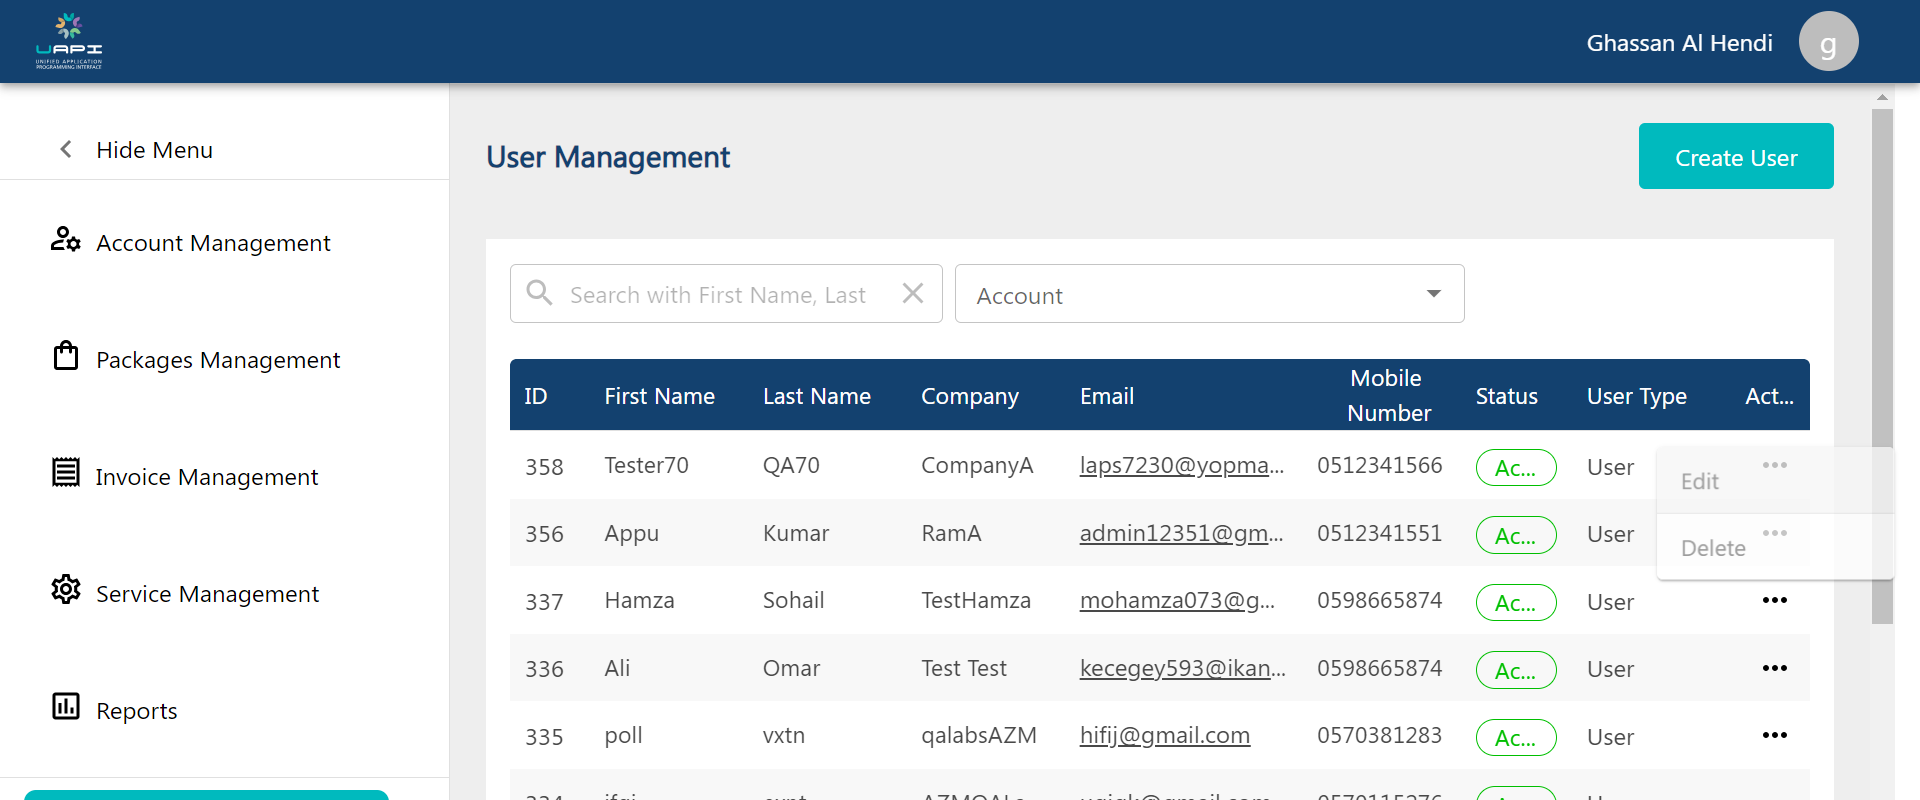 UAPI
UNIFIED APPLICATION
PROGRAMMING INTERFACE
Ghassan Al Hendi
g
Hide Menu
Account Management
Packages Management
Invoice Management
Service Management
Reports
User Management
Create User
Search with First Name, Last
Account
ID First Name Last Name Company Email Mobile Number Status User Type Act...
358 Tester70 QA70 CompanyA laps7230@yopma... 0512341566 Ac... User
Edit
356 Appu Kumar RamA admin12351@gm... 0512341551 Ac... User
Delete
337 Hamza Sohail TestHamza mohamza073@g... 0598665874 Ac... User
336 Ali Omar Test Test kecegey593@ikan... 0598665874 Ac... User
335 poll vxtn qalabsAZM hifij@gmail.com 0570381283 Ac... User